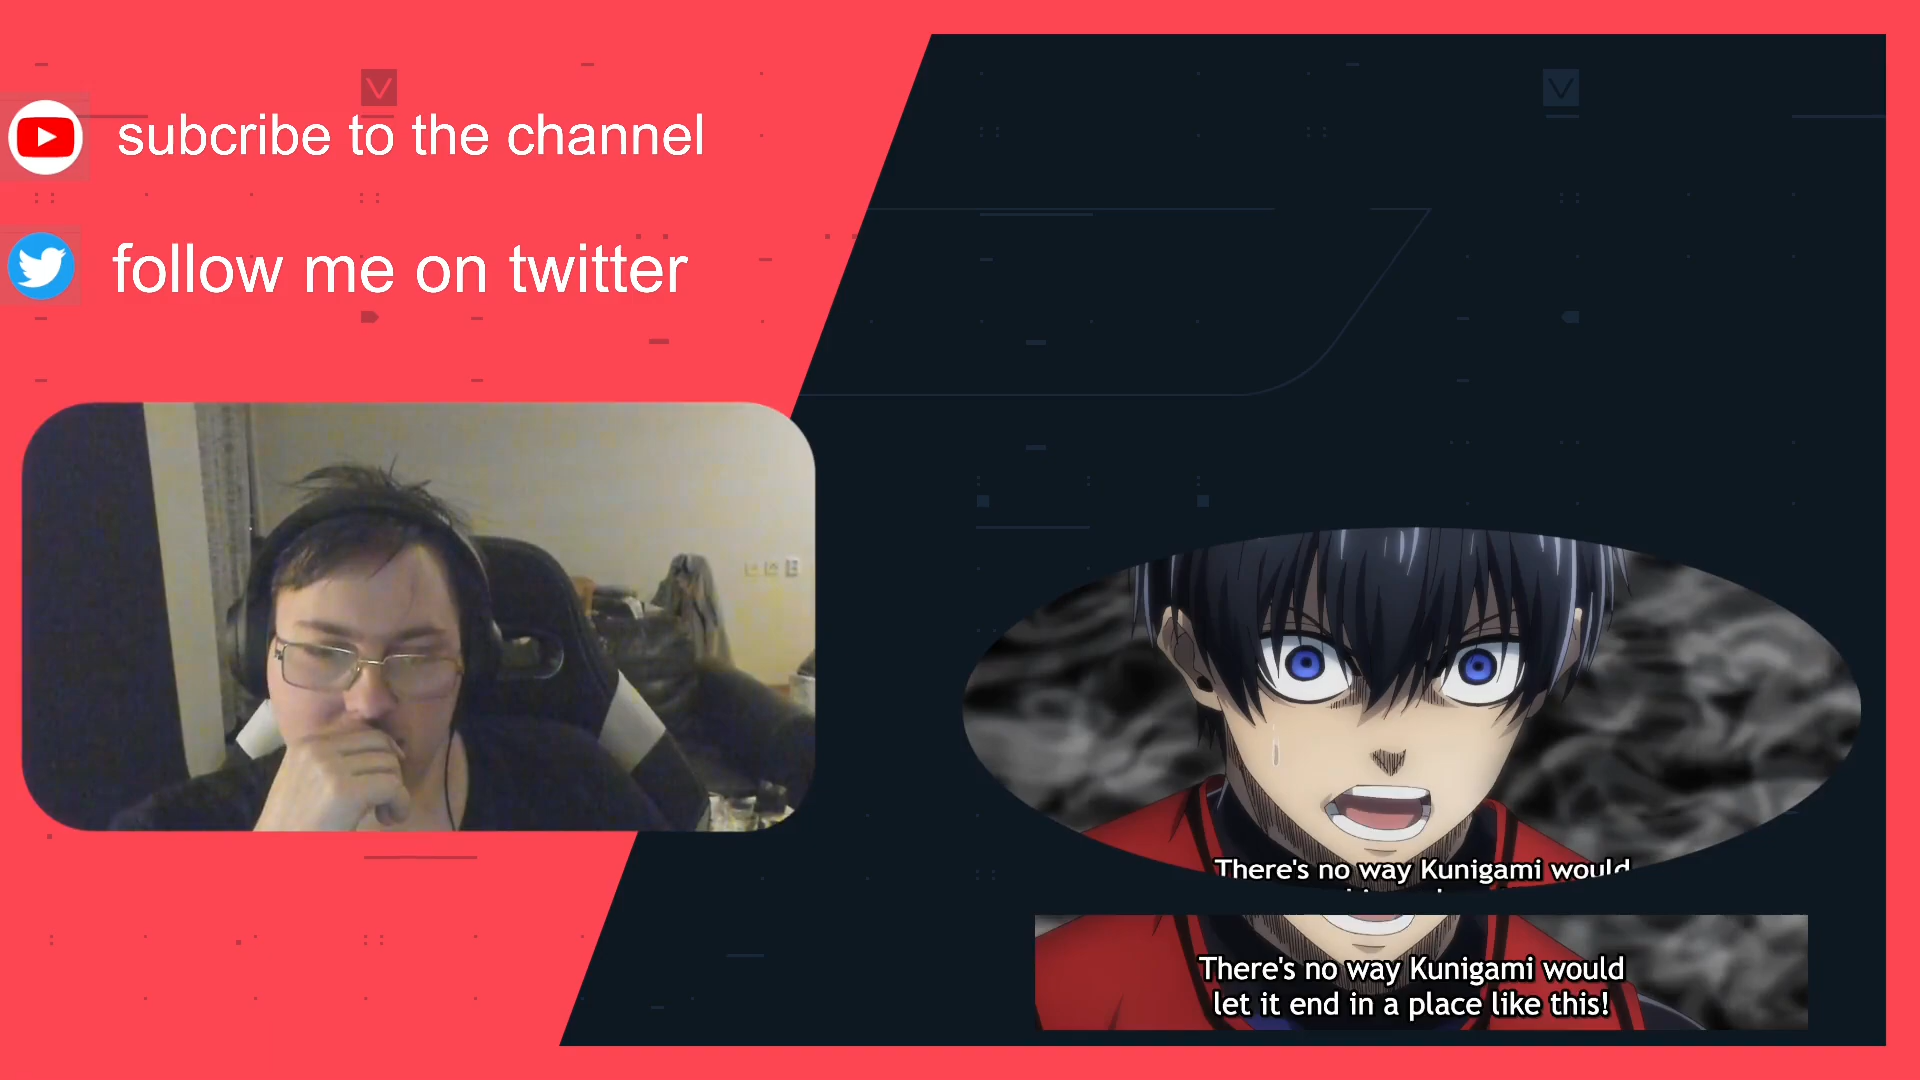 subcribe to the channel
follow me on twitter
There's no way Kunigami would
There's no way Kunigami would
let it end in a place like this!